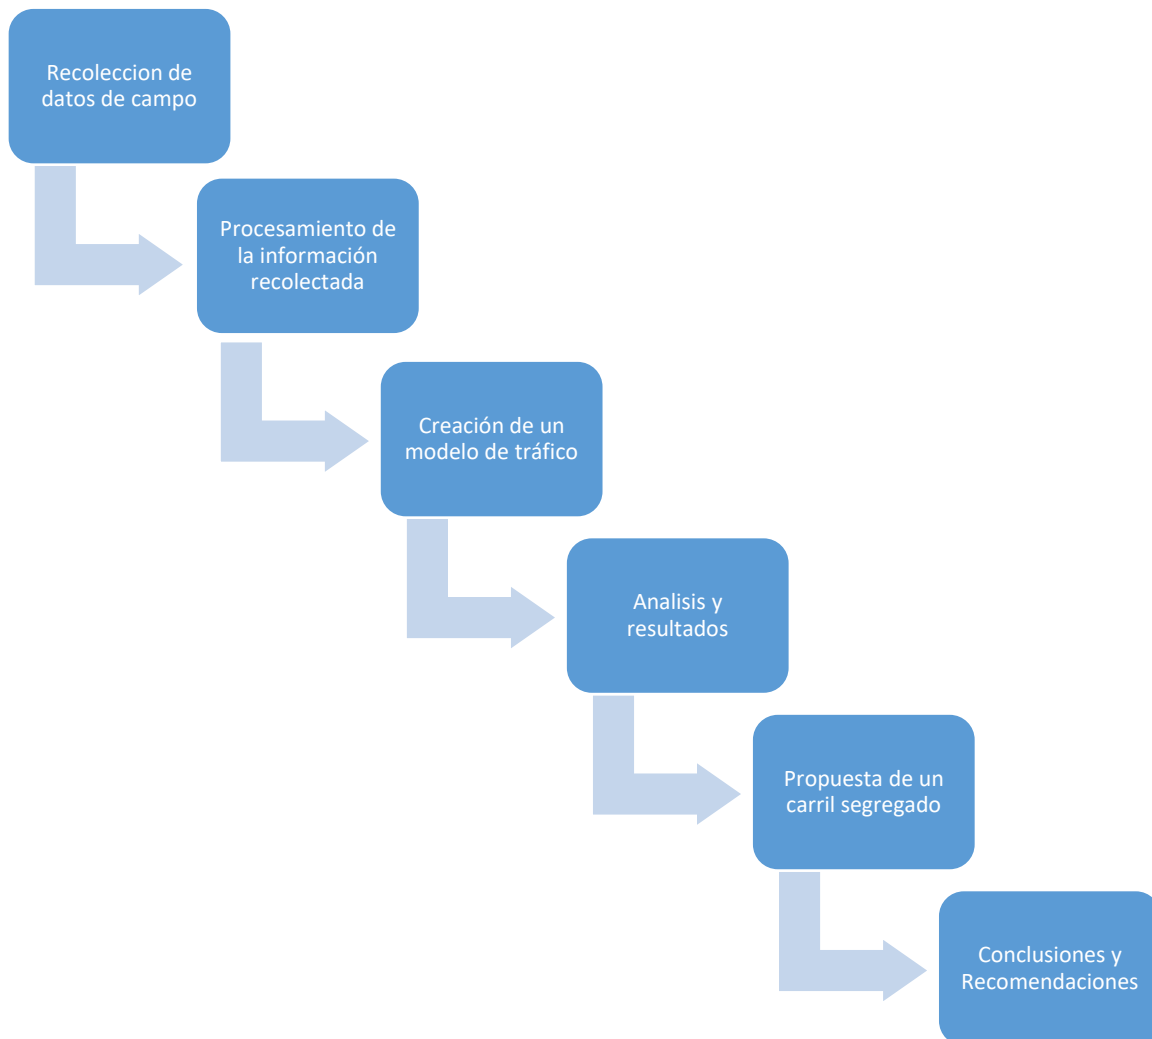 Recoleccion de
datos de campo
Procesamiento de
la información
recolectada
Creación de un
modelo de tráfico
Analisis y
resultados
Propuesta de un
carril segregado
Conclusiones y
Recomendaciones